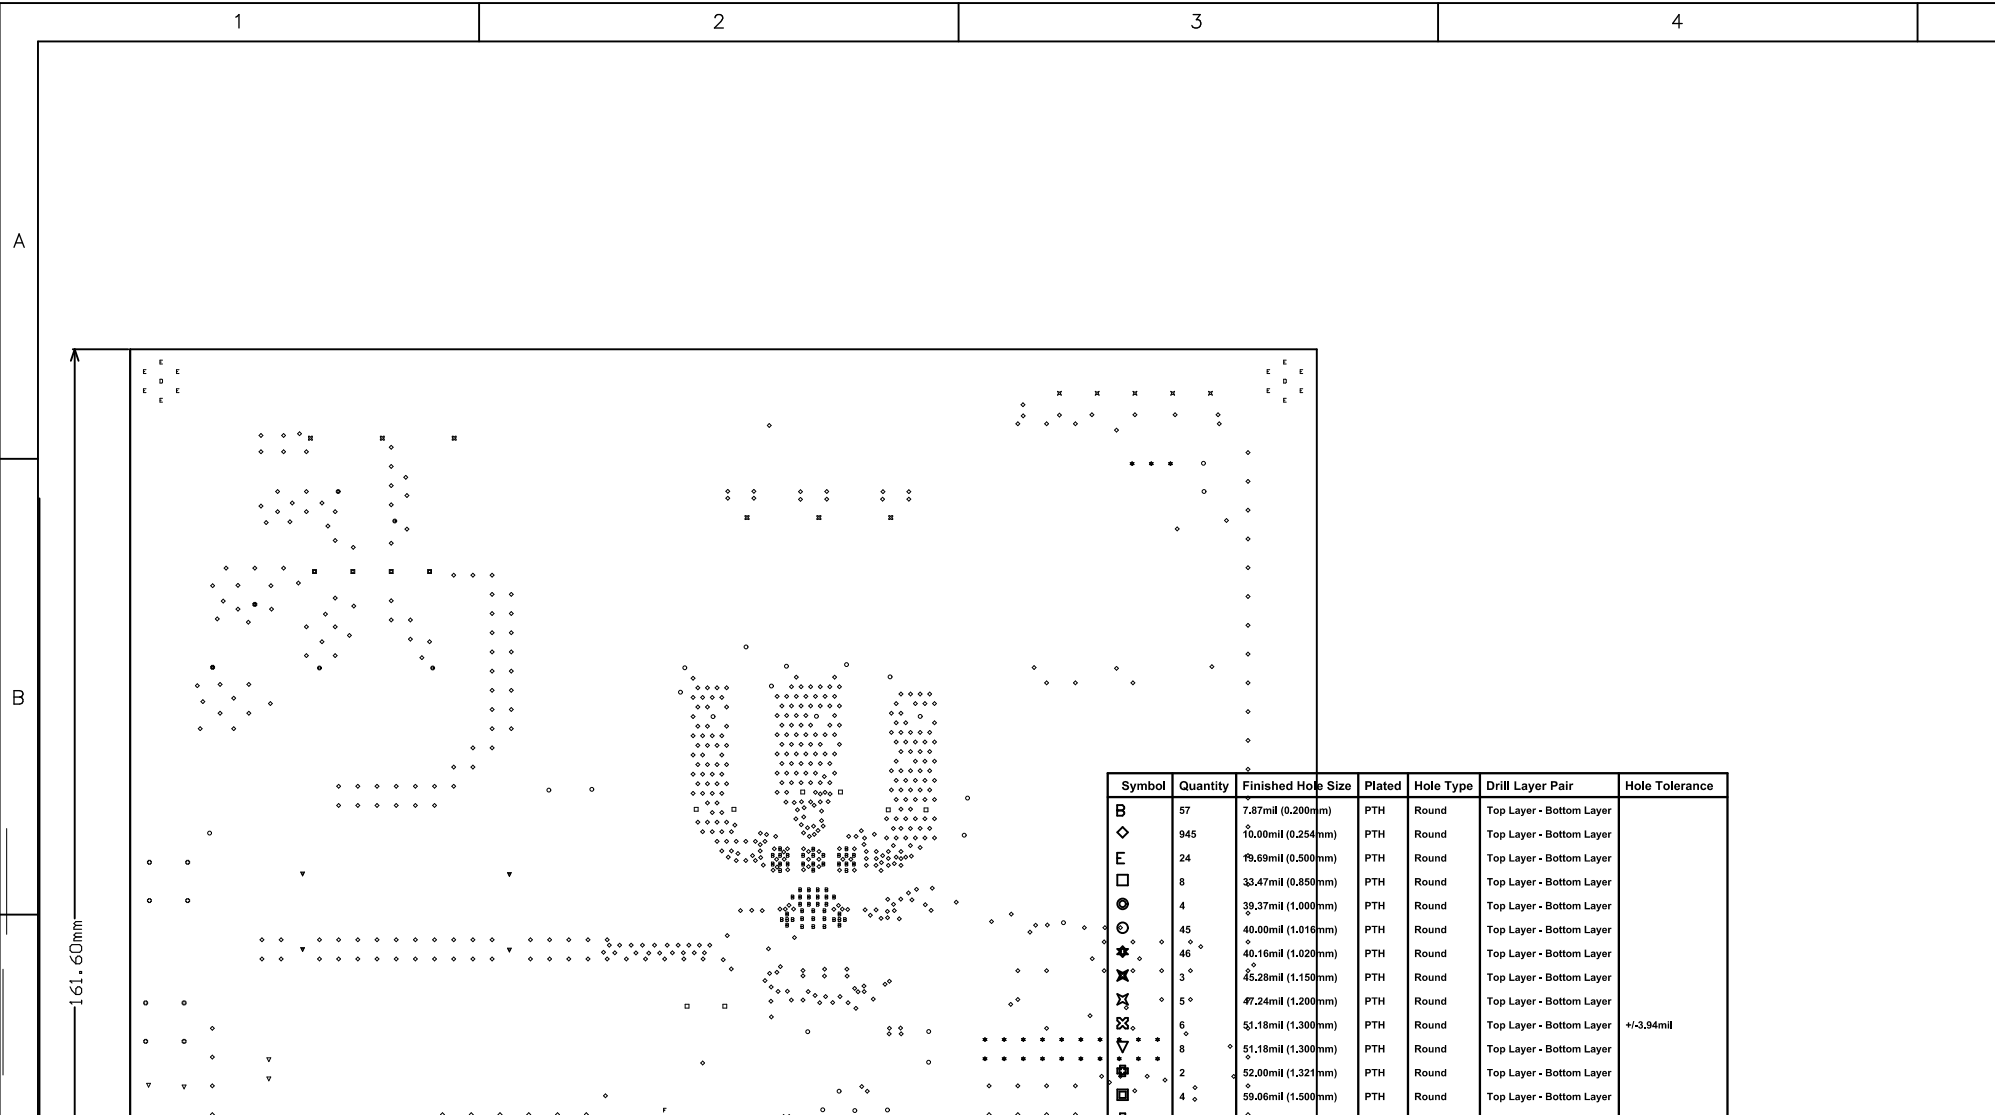 1 2 3 4
A
B
161.60mm
E
E E
D
E E
E
E
E E
D
E E
E
Symbol Quantity Finished Hole Size Plated Hole Type Drill Layer Pair Hole Tolerance
B 57 7.87mil (0.200mm) PTH Round Top Layer - Bottom Layer
945 10.00mil (0.254mm) PTH Round Top Layer - Bottom Layer
E 24 19.69mil (0.500mm) PTH Round Top Layer - Bottom Layer
8 33.47mil (0.850mm) PTH Round Top Layer - Bottom Layer
4 39.37mil (1.000mm) PTH Round Top Layer - Bottom Layer
45 40.00mil (1.016mm) PTH Round Top Layer - Bottom Layer
46 40.16mil (1.020mm) PTH Round Top Layer - Bottom Layer
3 45.28mil (1.150mm) PTH Round Top Layer - Bottom Layer
5 47.24mil (1.200mm) PTH Round Top Layer - Bottom Layer
6 51.18mil (1.300mm) PTH Round Top Layer - Bottom Layer +/-3.94mil
8 51.18mil (1.300mm) PTH Round Top Layer - Bottom Layer
2 52.00mil (1.321mm) PTH Round Top Layer - Bottom Layer
4 59.06mil (1.500mm) PTH Round Top Layer - Bottom Layer